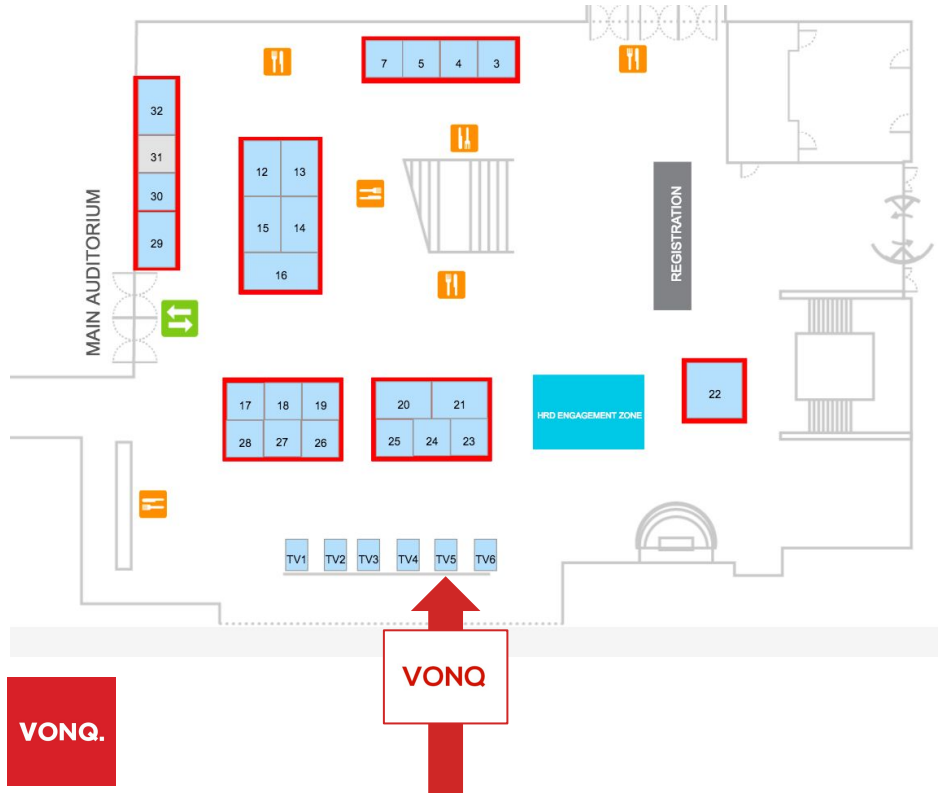 7 5 4 3
32
31
30
29
12 13
15 14
16
MAIN AUDITORIUM
REGISTRATION
17 18 19
28 27 26
20 21
25 24 23
HRD ENGAGEMENT ZONE
22
TV1 TV2 TV3 TV4 TV5 TV6
VONQ
VONQ.